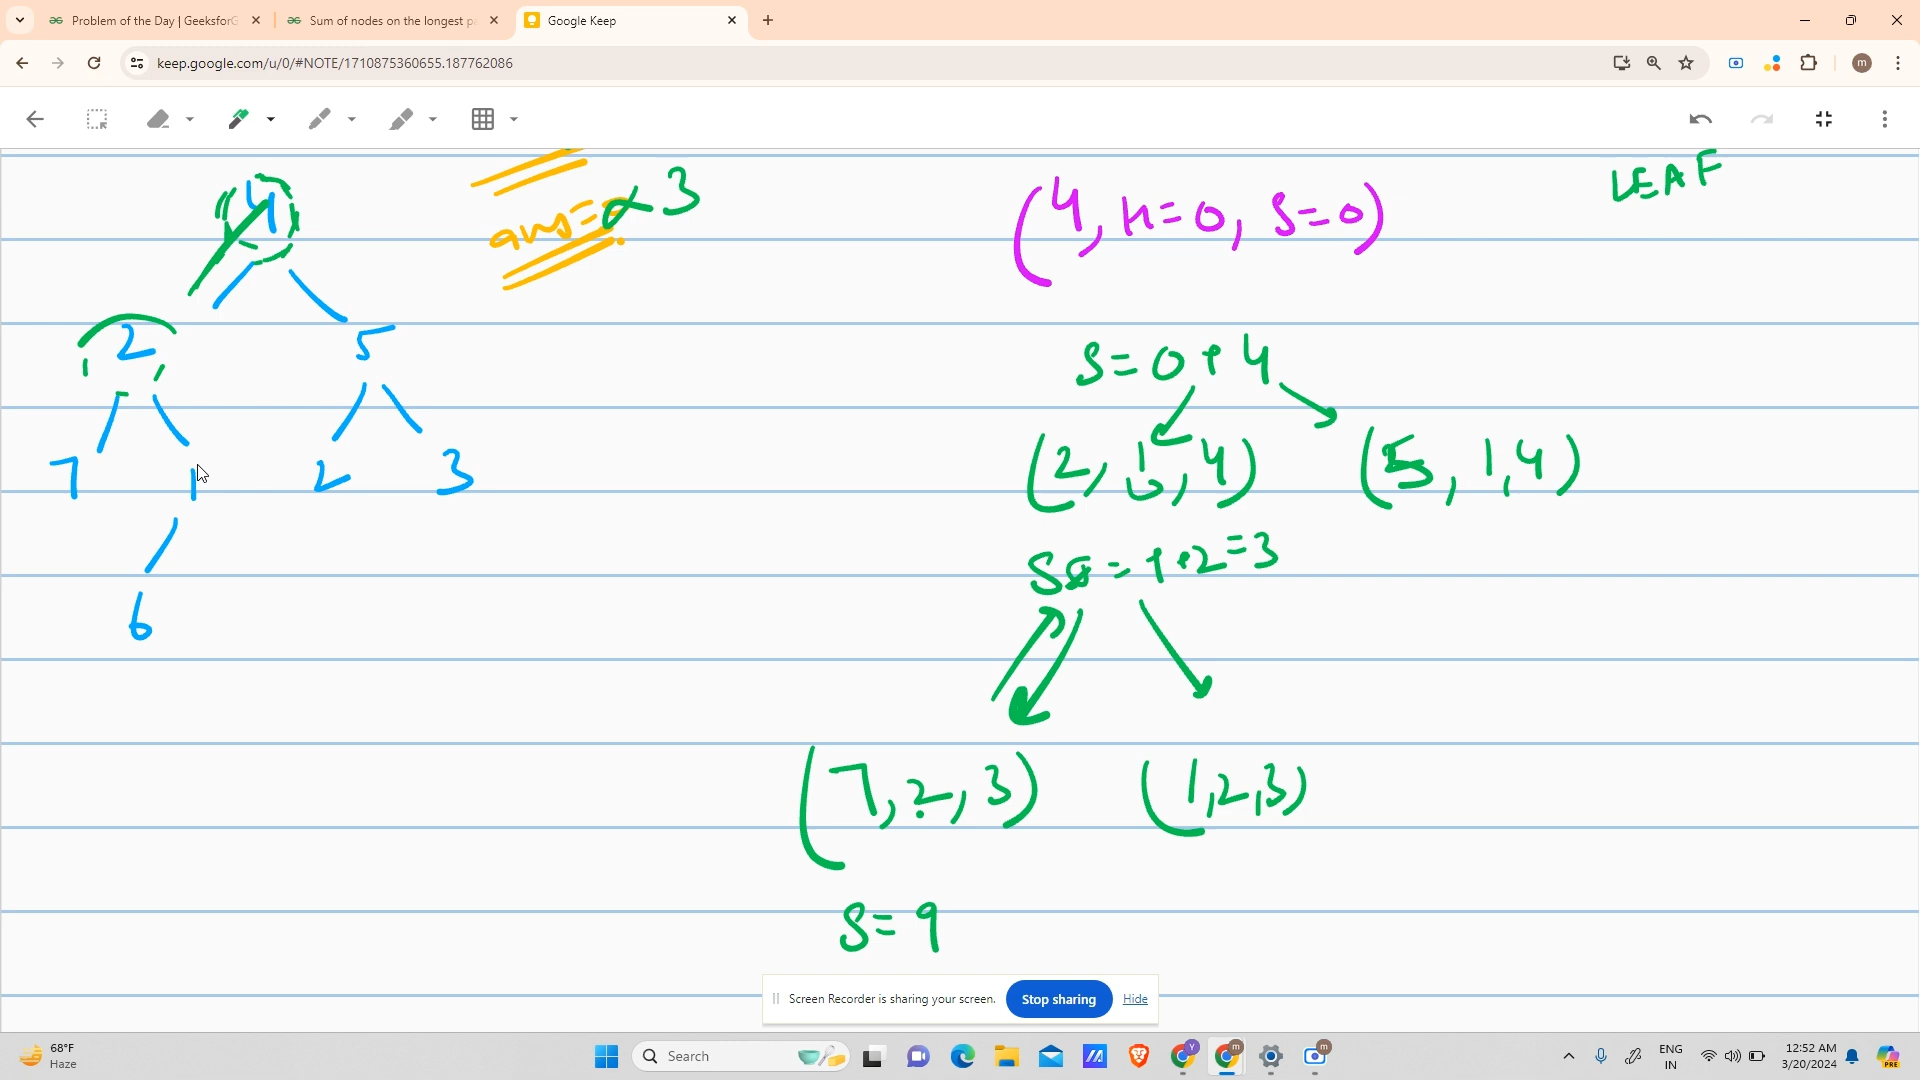 Problem of the Day | GeeksforG
Sum of nodes on the longest pa
Google Keep
keep.google.com/u/0/#NOTE/1710875360655.187762086
m
LEAF
4
3
ans=
(4, H=0, S=0)
2
5
S=0+4
(2, 1, 4)
(5, 1, 4)
7
1
2
3
=1+2=3
6
(7, 2, 3)
(1, 2, 3)
S=9
Screen Recorder is sharing your screen.
Stop sharing
Hide
68°F
Haze
Search
ENG
IN
12:52 AM
3/20/2024